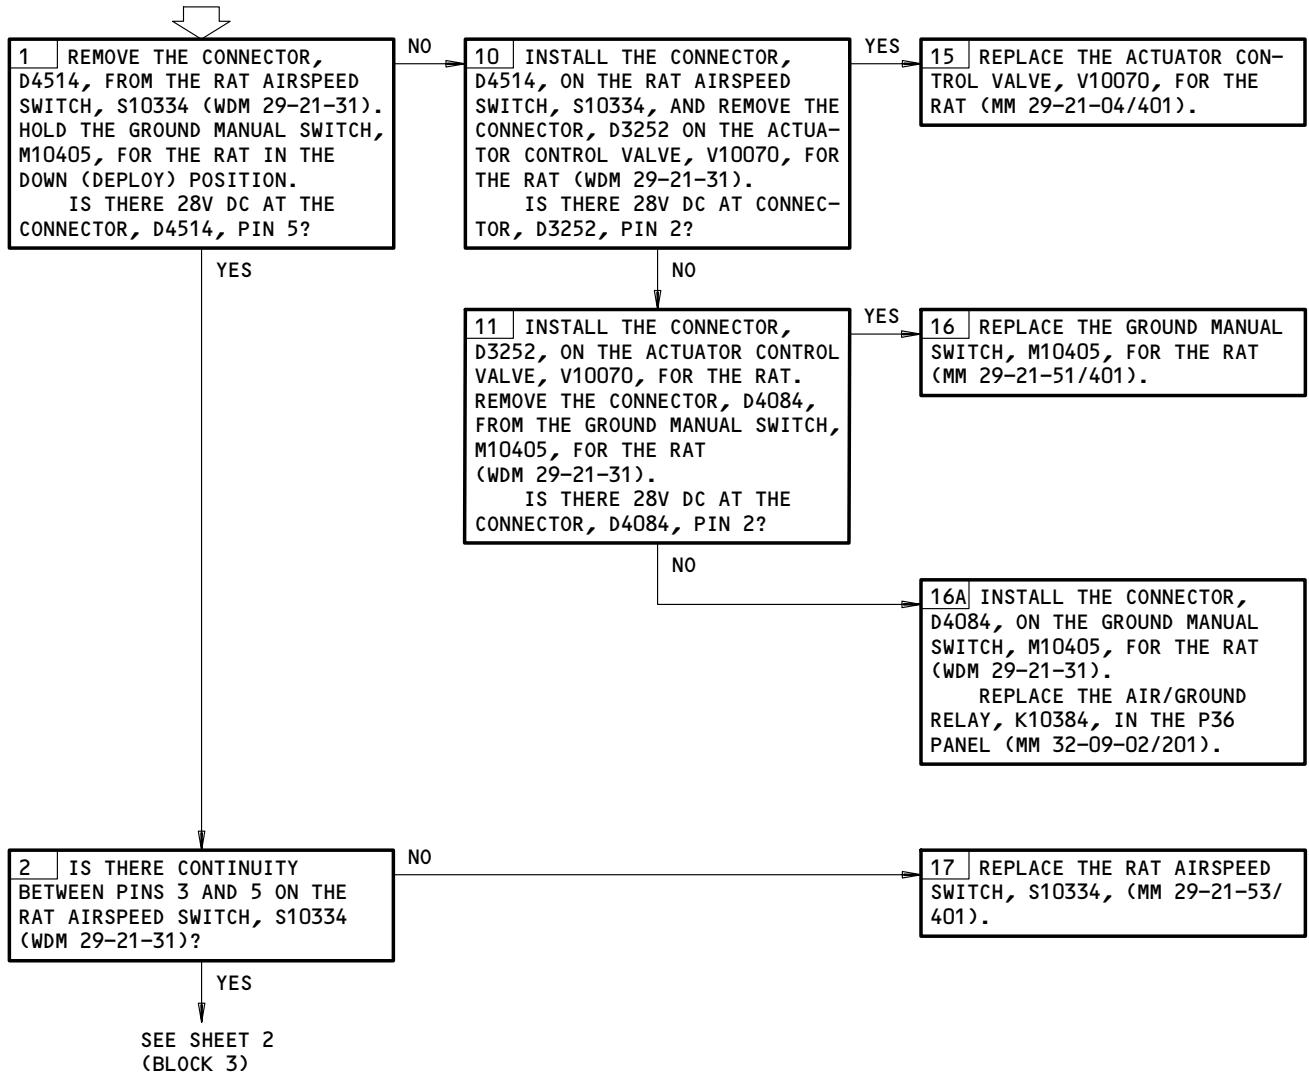 1 REMOVE THE CONNECTOR,
D4514, FROM THE RAT AIRSPEED
SWITCH, S10334 (WDM 29-21-31).
HOLD THE GROUND MANUAL SWITCH,
M10405, FOR THE RAT IN THE
DOWN (DEPLOY) POSITION.
IS THERE 28V DC AT THE
CONNECTOR, D4514, PIN 5?
NO
YES
10 INSTALL THE CONNECTOR,
D4514, ON THE RAT AIRSPEED
SWITCH, S10334, AND REMOVE THE
CONNECTOR, D3252 ON THE ACTUA-
TOR CONTROL VALVE, V10070, FOR
THE RAT (WDM 29-21-31).
IS THERE 28V DC AT CONNEC-
TOR, D3252, PIN 2?
YES
NO
15 REPLACE THE ACTUATOR CON-
TROL VALVE, V10070, FOR THE
RAT (MM 29-21-04/401).
11 INSTALL THE CONNECTOR,
D3252, ON THE ACTUATOR CONTROL
VALVE, V10070, FOR THE RAT.
REMOVE THE CONNECTOR, D4084,
FROM THE GROUND MANUAL SWITCH,
M10405, FOR THE RAT
(WDM 29-21-31).
IS THERE 28V DC AT THE
CONNECTOR, D4084, PIN 2?
YES
NO
16 REPLACE THE GROUND MANUAL
SWITCH, M10405, FOR THE RAT
(MM 29-21-51/401).
16A INSTALL THE CONNECTOR,
D4084, ON THE GROUND MANUAL
SWITCH, M10405, FOR THE RAT
(WDM 29-21-31).
REPLACE THE AIR/GROUND
RELAY, K10384, IN THE P36
PANEL (MM 32-09-02/201).
2 IS THERE CONTINUITY
BETWEEN PINS 3 AND 5 ON THE
RAT AIRSPEED SWITCH, S10334
(WDM 29-21-31)?
NO
YES
17 REPLACE THE RAT AIRSPEED
SWITCH, S10334, (MM 29-21-53/
401).
SEE SHEET 2
(BLOCK 3)